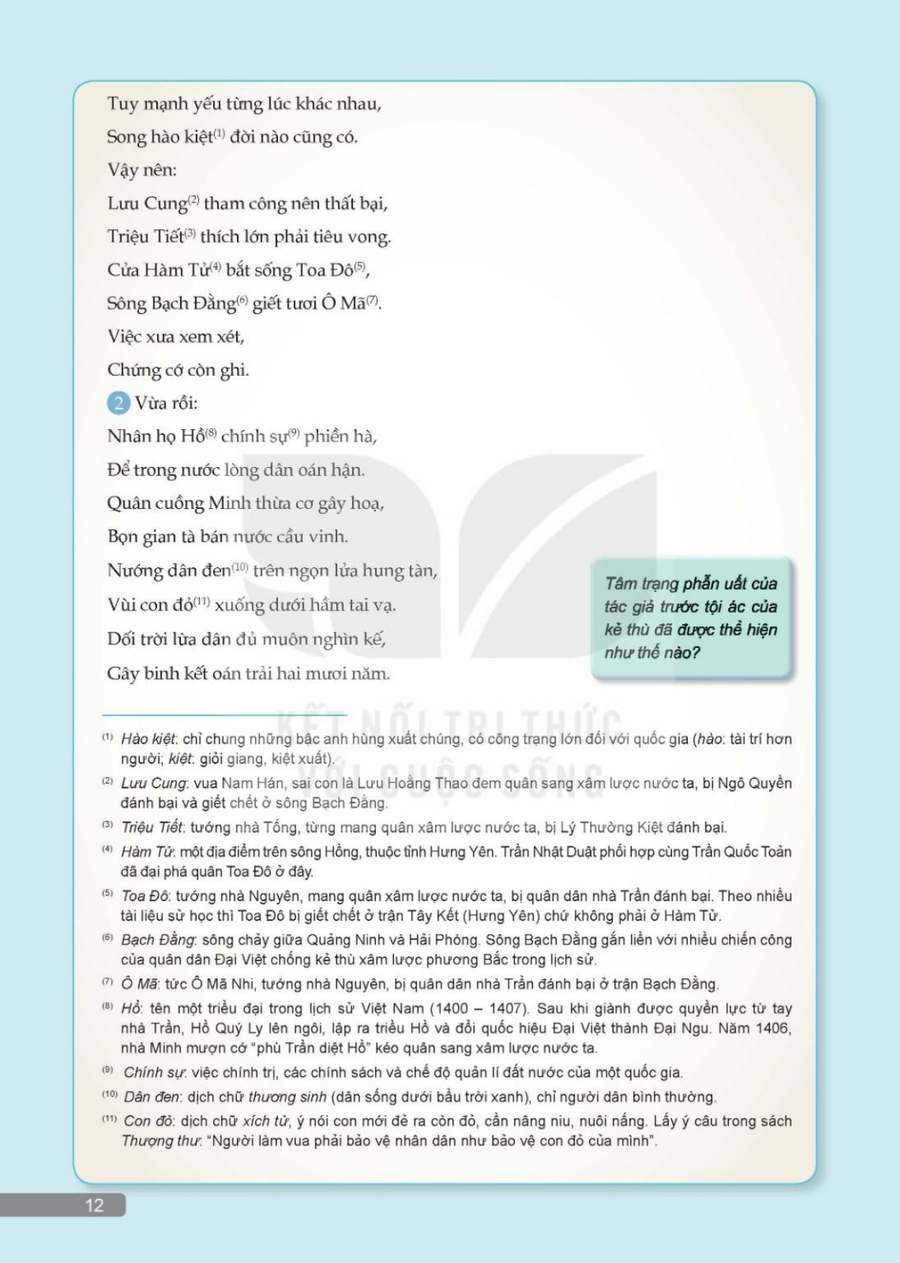 Tuy mạnh yếu từng lúc khác nhau,
Song hào kiệt(1) đời nào cũng có.
Vậy nên:
Lưu Cung(2) tham công nên thất bại,
Triệu Tiết(3) thích lớn phải tiêu vong.
Cửa Hàm Tử(4) bắt sống Toa Đô(5),
Sông Bạch Đằng(6) giết tươi Ô Mã(7).
Việc xưa xem xét,
Chứng cớ còn ghi.
2 Vừa rồi:
Nhân họ Hồ(8) chính sự(9) phiền hà,
Để trong nước lòng dân oán hận.
Quân cuồng Minh thừa cơ gây hoạ,
Bọn gian tà bán nước cầu vinh.
Nướng dân đen(10) trên ngọn lửa hung tàn,
Vùi con đỏ(11) xuống dưới hầm tai vạ.
Dối trời lừa dân đủ muôn nghìn kế,
Gây binh kết oán trải hai mươi năm.
Tâm trạng phẫn uất của
tác giả trước tội ác của
kẻ thù đã được thể hiện
như thế nào?
KẾT NỐI TRI THỨC
VỚI CUỘC SỐNG
(1) Hào kiệt: chỉ chung những bậc anh hùng xuất chúng, có công trạng lớn đối với quốc gia (hào: tài trí hơn
người; kiệt: giỏi giang, kiệt xuất).
(2) Lưu Cung: vua Nam Hán, sai con là Lưu Hoằng Thao đem quân sang xâm lược nước ta, bị Ngô Quyền
đánh bại và giết chết ở sông Bạch Đằng.
(3) Triệu Tiết: tướng nhà Tống, từng mang quân xâm lược nước ta, bị Lý Thường Kiệt đánh bại.
(4) Hàm Tử: một địa điểm trên sông Hồng, thuộc tỉnh Hưng Yên. Trần Nhật Duật phối hợp cùng Trần Quốc Toản
đã đại phá quân Toa Đô ở đây.
(5) Toa Đô: tướng nhà Nguyên, mang quân xâm lược nước ta, bị quân dân nhà Trần đánh bại. Theo nhiều
tài liệu sử học thì Toa Đô bị giết chết ở trận Tây Kết (Hưng Yên) chứ không phải ở Hàm Tử.
(6) Bạch Đằng: sông chảy giữa Quảng Ninh và Hải Phòng. Sông Bạch Đằng gắn liền với nhiều chiến công
của quân dân Đại Việt chống kẻ thù xâm lược phương Bắc trong lịch sử.
(7) Ô Mã: tức Ô Mã Nhi, tướng nhà Nguyên, bị quân dân nhà Trần đánh bại ở trận Bạch Đằng.
(8) Hồ: tên một triều đại trong lịch sử Việt Nam (1400 – 1407). Sau khi giành được quyền lực từ tay
nhà Trần, Hồ Quý Ly lên ngôi, lập ra triều Hồ và đổi quốc hiệu Đại Việt thành Đại Ngu. Năm 1406,
nhà Minh mượn cớ “phù Trần diệt Hồ” kéo quân sang xâm lược nước ta.
(9) Chính sự: việc chính trị, các chính sách và chế độ quản lí đất nước của một quốc gia.
(10) Dân đen: dịch chữ thương sinh (dân sống dưới bầu trời xanh), chỉ người dân bình thường.
(11) Con đỏ: dịch chữ xích tử, ý nói con mới đẻ ra còn đỏ, cần nâng niu, nuôi nấng. Lấy ý câu trong sách
Thượng thư: “Người làm vua phải bảo vệ nhân dân như bảo vệ con đỏ của mình”.
12